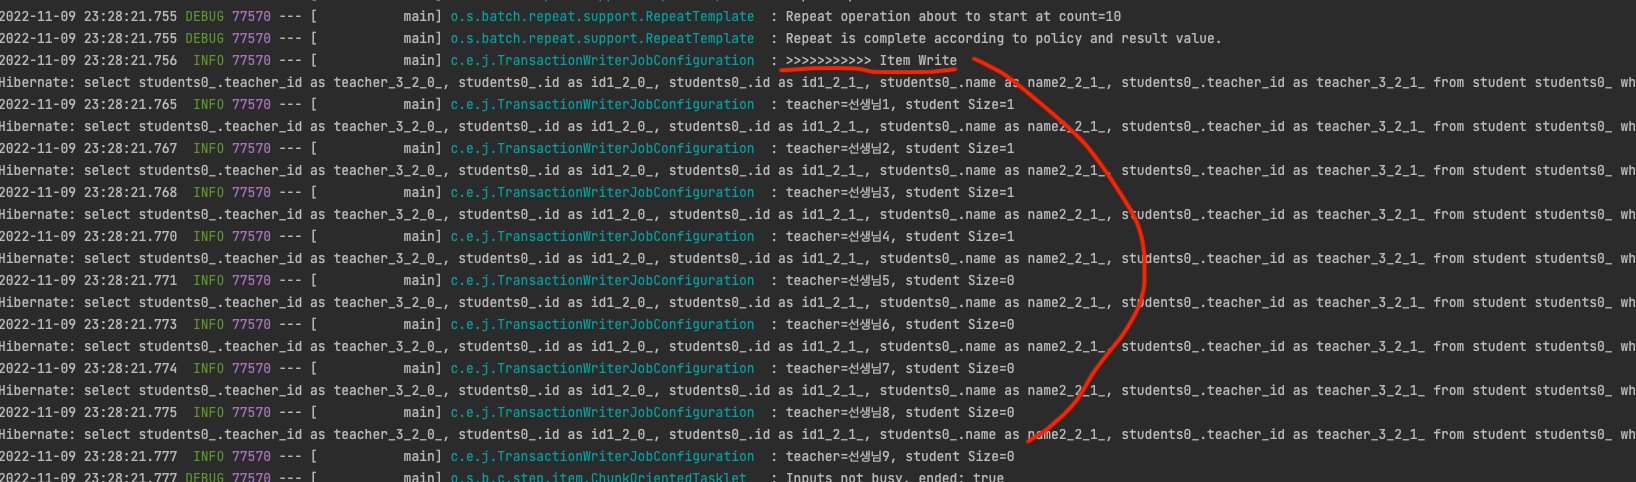 2022-11-09 23:28:21.755 DEBUG 77570 --- [           main] o.s.batch.repeat.support.RepeatTemplate  : Repeat operation about to start at count=10
2022-11-09 23:28:21.755 DEBUG 77570 --- [           main] o.s.batch.repeat.support.RepeatTemplate  : Repeat is complete according to policy and result value.
2022-11-09 23:28:21.756  INFO 77570 --- [           main] c.e.j.TransactionWriterJobConfiguration  : >>>>>>>>>>> Item Write
Hibernate: select students0_.teacher_id as teacher_3_2_0_, students0_.id as id1_2_0_, students0_.id as id1_2_1_, students0_.name as name2_2_1_, students0_.teacher_id as teacher_3_2_1_ from student students0_ wh
2022-11-09 23:28:21.765  INFO 77570 --- [           main] c.e.j.TransactionWriterJobConfiguration  : teacher=선생님1, student Size=1
Hibernate: select students0_.teacher_id as teacher_3_2_0_, students0_.id as id1_2_0_, students0_.id as id1_2_1_, students0_.name as name2_2_1_, students0_.teacher_id as teacher_3_2_1_ from student students0_ wh
2022-11-09 23:28:21.767  INFO 77570 --- [           main] c.e.j.TransactionWriterJobConfiguration  : teacher=선생님2, student Size=1
Hibernate: select students0_.teacher_id as teacher_3_2_0_, students0_.id as id1_2_0_, students0_.id as id1_2_1_, students0_.name as name2_2_1_, students0_.teacher_id as teacher_3_2_1_ from student students0_ wh
2022-11-09 23:28:21.768  INFO 77570 --- [           main] c.e.j.TransactionWriterJobConfiguration  : teacher=선생님3, student Size=1
Hibernate: select students0_.teacher_id as teacher_3_2_0_, students0_.id as id1_2_0_, students0_.id as id1_2_1_, students0_.name as name2_2_1_, students0_.teacher_id as teacher_3_2_1_ from student students0_ wh
2022-11-09 23:28:21.770  INFO 77570 --- [           main] c.e.j.TransactionWriterJobConfiguration  : teacher=선생님4, student Size=1
Hibernate: select students0_.teacher_id as teacher_3_2_0_, students0_.id as id1_2_0_, students0_.id as id1_2_1_, students0_.name as name2_2_1_, students0_.teacher_id as teacher_3_2_1_ from student students0_ wh
2022-11-09 23:28:21.771  INFO 77570 --- [           main] c.e.j.TransactionWriterJobConfiguration  : teacher=선생님5, student Size=0
Hibernate: select students0_.teacher_id as teacher_3_2_0_, students0_.id as id1_2_0_, students0_.id as id1_2_1_, students0_.name as name2_2_1_, students0_.teacher_id as teacher_3_2_1_ from student students0_ wh
2022-11-09 23:28:21.773  INFO 77570 --- [           main] c.e.j.TransactionWriterJobConfiguration  : teacher=선생님6, student Size=0
Hibernate: select students0_.teacher_id as teacher_3_2_0_, students0_.id as id1_2_0_, students0_.id as id1_2_1_, students0_.name as name2_2_1_, students0_.teacher_id as teacher_3_2_1_ from student students0_ wh
2022-11-09 23:28:21.774  INFO 77570 --- [           main] c.e.j.TransactionWriterJobConfiguration  : teacher=선생님7, student Size=0
Hibernate: select students0_.teacher_id as teacher_3_2_0_, students0_.id as id1_2_0_, students0_.id as id1_2_1_, students0_.name as name2_2_1_, students0_.teacher_id as teacher_3_2_1_ from student students0_ wh
2022-11-09 23:28:21.775  INFO 77570 --- [           main] c.e.j.TransactionWriterJobConfiguration  : teacher=선생님8, student Size=0
Hibernate: select students0_.teacher_id as teacher_3_2_0_, students0_.id as id1_2_0_, students0_.id as id1_2_1_, students0_.name as name2_2_1_, students0_.teacher_id as teacher_3_2_1_ from student students0_ wh
2022-11-09 23:28:21.777  INFO 77570 --- [           main] c.e.j.TransactionWriterJobConfiguration  : teacher=선생님9, student Size=0
2022-11-09 23:28:21.777 DEBUG 77570 --- [           main] o.s.b.c.step.item.ChunkOrientedTasklet   : Inputs not busy, ended: true